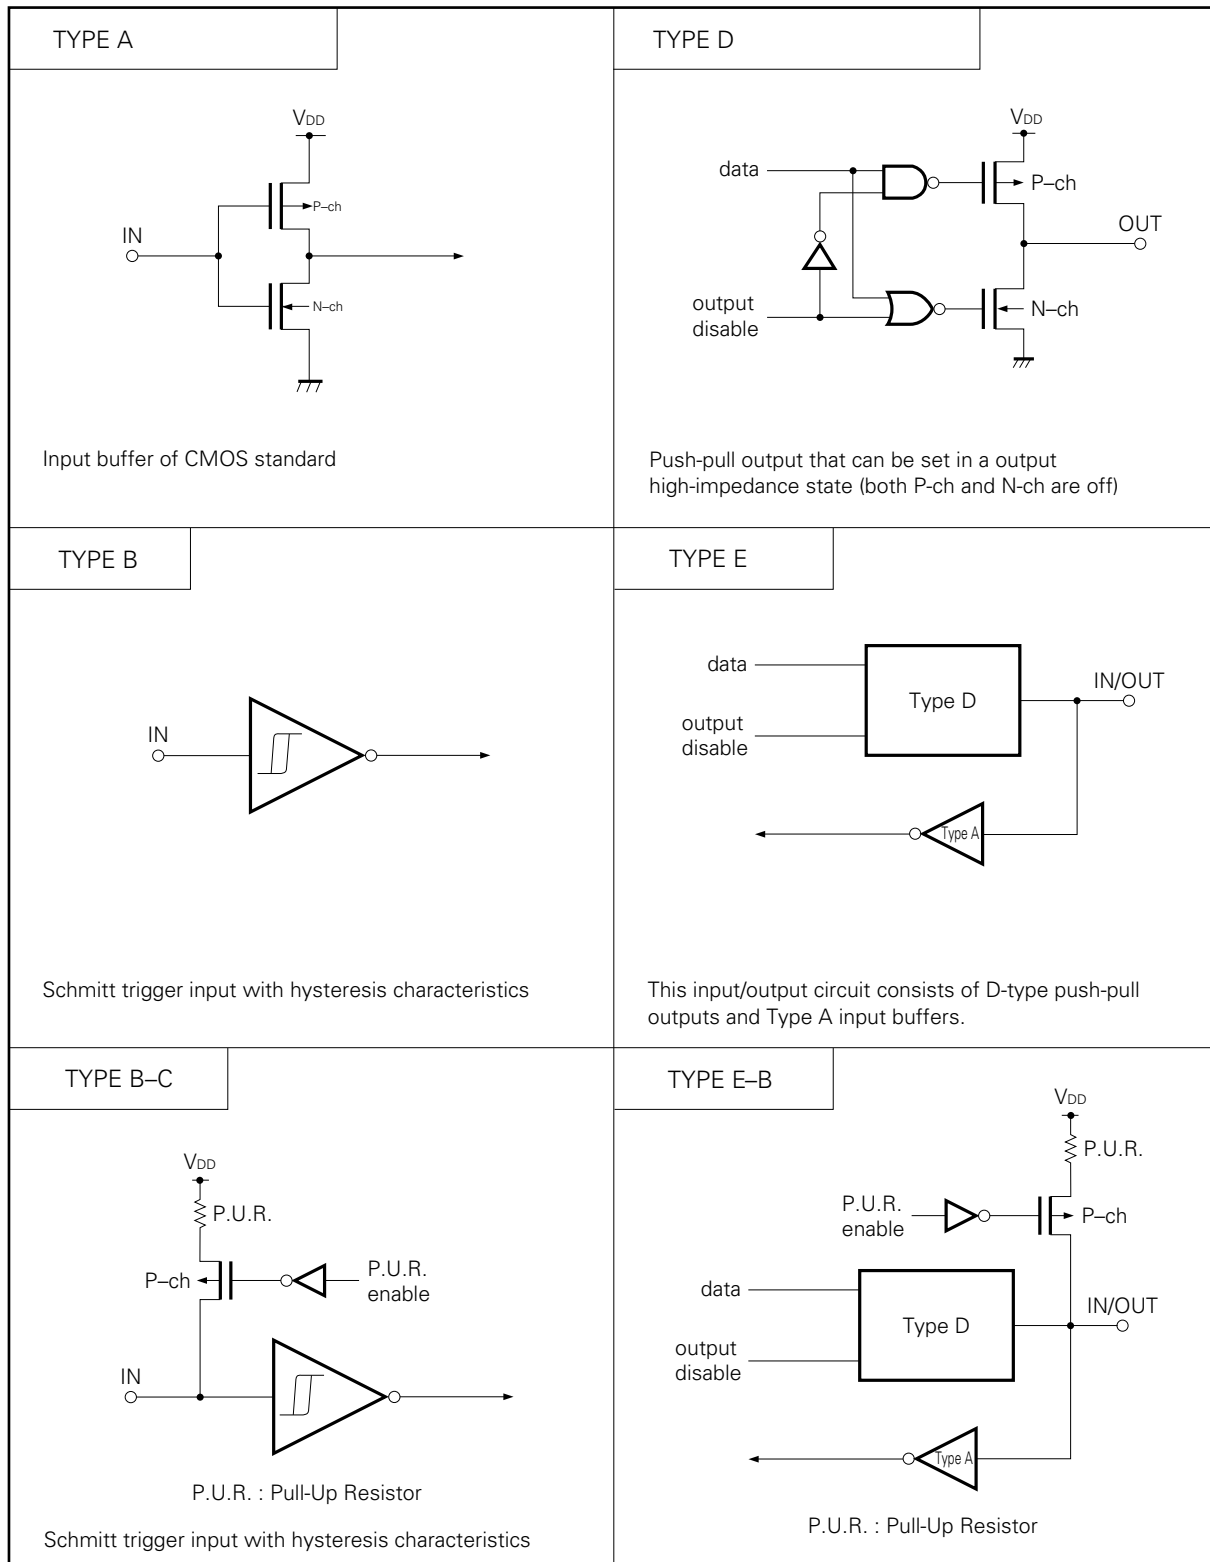 TYPE A
VDD
P–ch
IN
N–ch
Input buffer of CMOS standard
TYPE D
VDD
data
P–ch
OUT
output
disable
N–ch
Push-pull output that can be set in a output
high-impedance state (both P-ch and N-ch are off)
TYPE B
IN
Schmitt trigger input with hysteresis characteristics
TYPE E
data
Type D
IN/OUT
output
disable
Type A
This input/output circuit consists of D-type push-pull
outputs and Type A input buffers.
TYPE B–C
VDD
P.U.R.
P–ch
P.U.R.
enable
IN
P.U.R. : Pull-Up Resistor
Schmitt trigger input with hysteresis characteristics
TYPE E–B
VDD
P.U.R.
P.U.R.
enable
P–ch
data
Type D
IN/OUT
output
disable
Type A
P.U.R. : Pull-Up Resistor